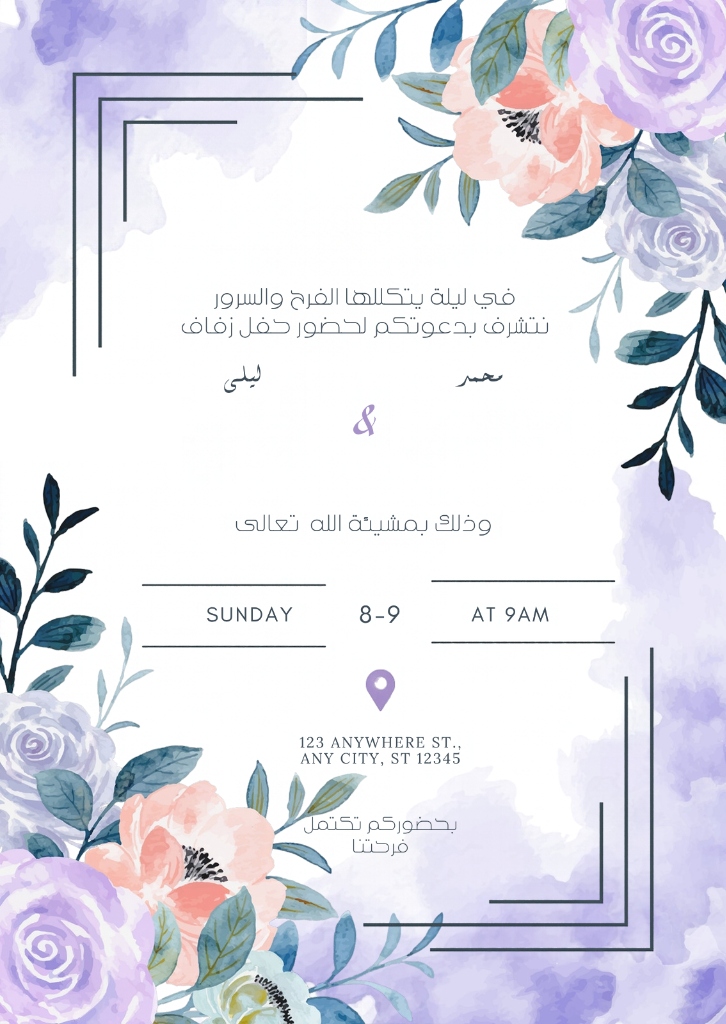 في ليلة يتكللها الفرح والسرور
نتشرف بدعوتكم لحضور حفل زفاف
محمد ليلى
&
وذلك بمشيئة الله تعالى
SUNDAY 8-9 AT 9AM
123 ANYWHERE ST.,
ANY CITY, ST 12345
بحضوركم تكتمل
فرحتنا